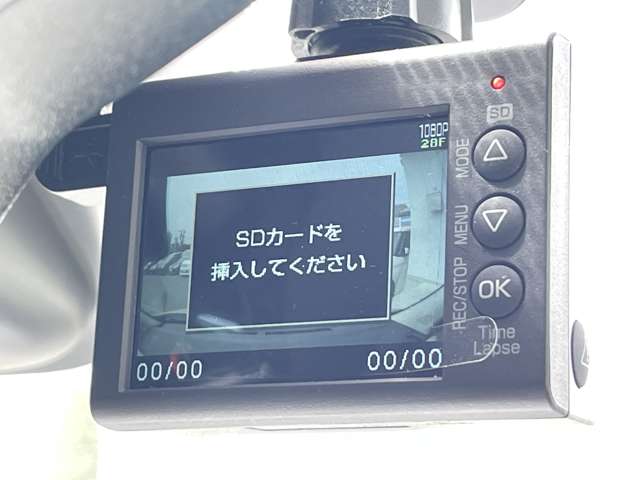 SD
1080P
28F
MODE
SDカードを
挿入してください
MENU
REC/STOP
OK
Time
Lapse
00/00
00/00